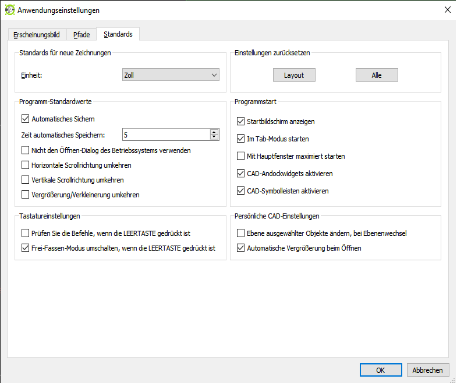 Anwendungseinstellungen
Erscheinungsbild Pfade Standards
Standards für neue Zeichnungen
Einheit: Zoll
Einstellungen zurücksetzen
Layout Alle
Programm-Standardwerte
Automatisches Sichern
Zeit automatisches Speichern: 5
Nicht den Öffnen-Dialog des Betriebssystems verwenden
Horizontale Scrollrichtung umkehren
Vertikale Scrollrichtung umkehren
Vergrößerung/Verkleinerung umkehren
Programmstart
Startbildschirm anzeigen
Im Tab-Modus starten
Mit Hauptfenster maximiert starten
CAD-Andockwidgets aktivieren
CAD-Symbolleisten aktivieren
Tastatureinstellungen
Prüfen Sie die Befehle, wenn die LEERTASTE gedrückt ist
Frei-Fassen-Modus umschalten, wenn die LEERTASTE gedrückt ist
Persönliche CAD-Einstellungen
Ebene ausgewählter Objekte ändern, bei Ebenenwechsel
Automatische Vergrößerung beim Öffnen
OK Abbrechen